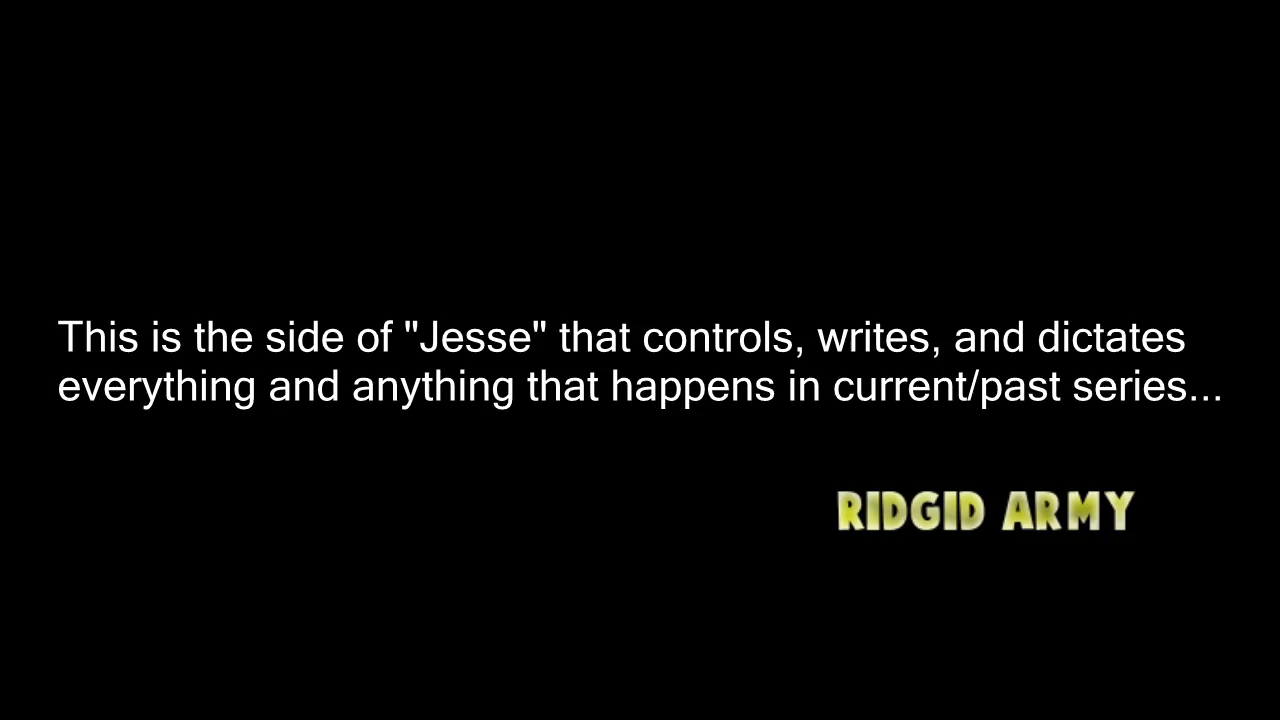 This is the side of "Jesse" that controls, writes, and dictates
everything and anything that happens in current/past series...
RIDGID ARMY